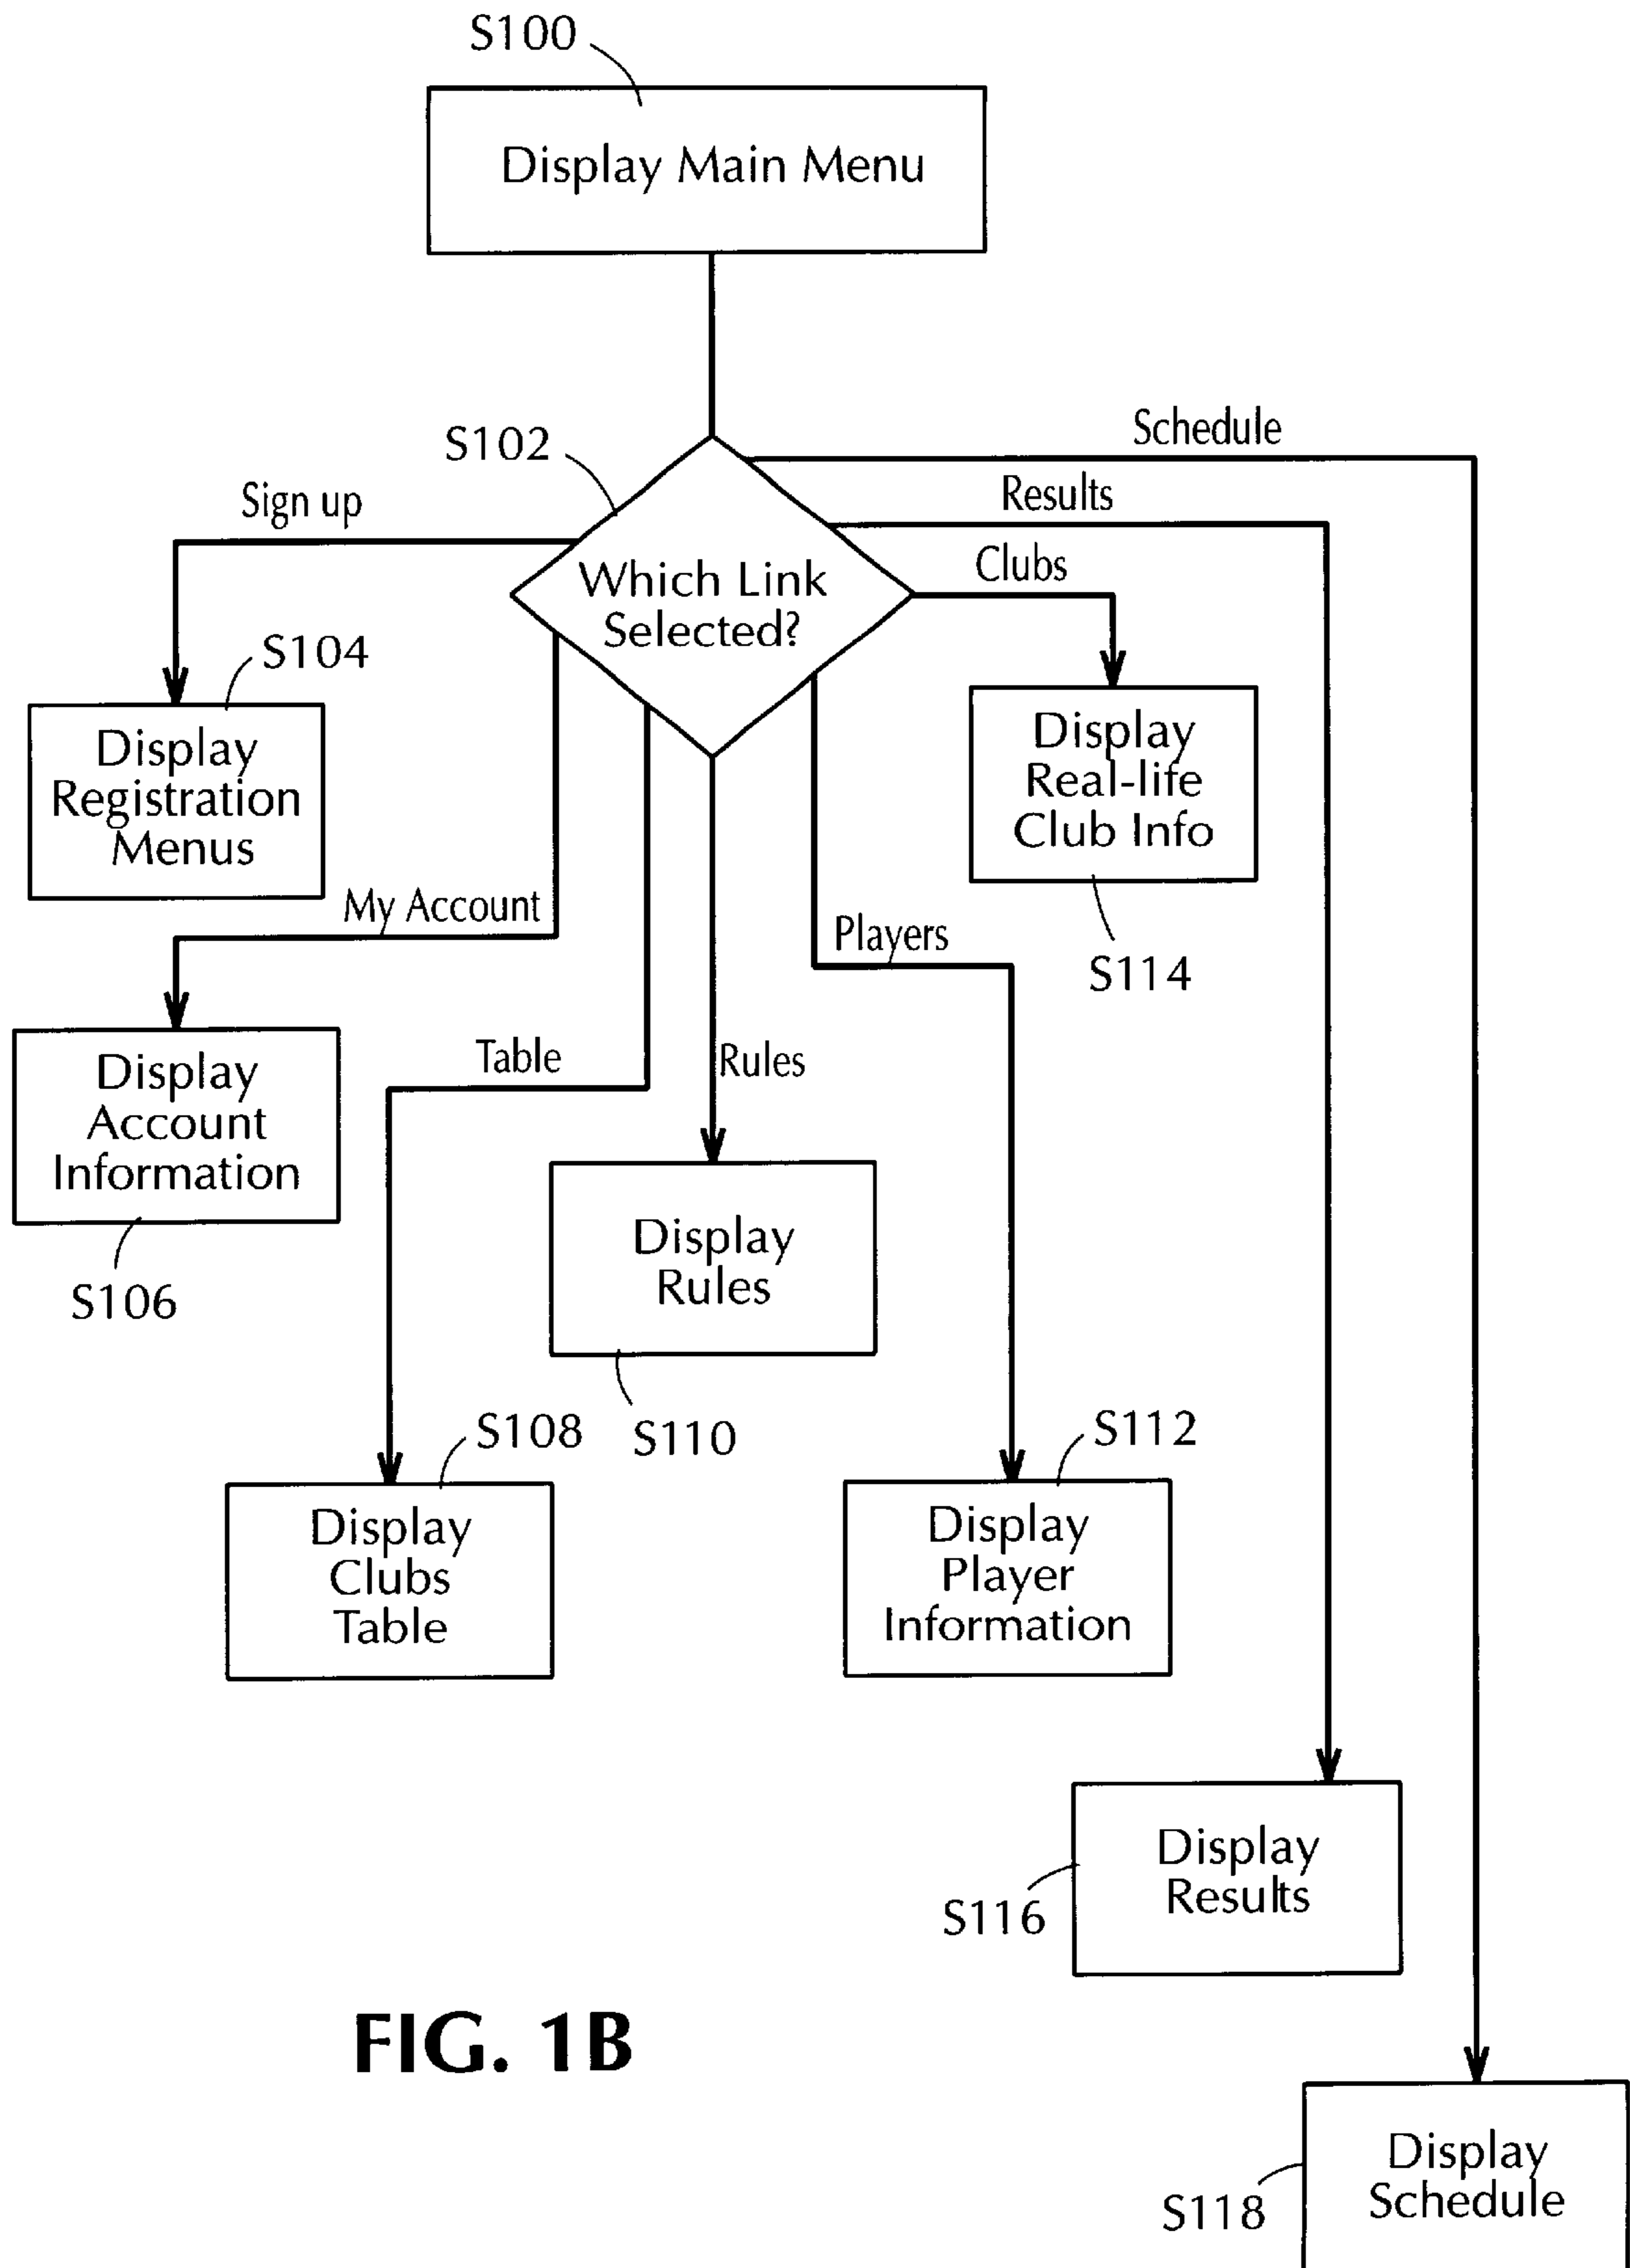 S100
Display Main Menu
S102
Schedule
Results
Sign up
Clubs
Which Link
Selected?
S104
Display
Registration
Menus
Display
Real-life
Club Info
My Account
Players
S114
Display
Account
Information
Table
Rules
S106
Display
Rules
S108
S110
S112
Display
Clubs
Table
Display
Player
Information
Display
Results
S116
FIG. 1B
Display
Schedule
S118